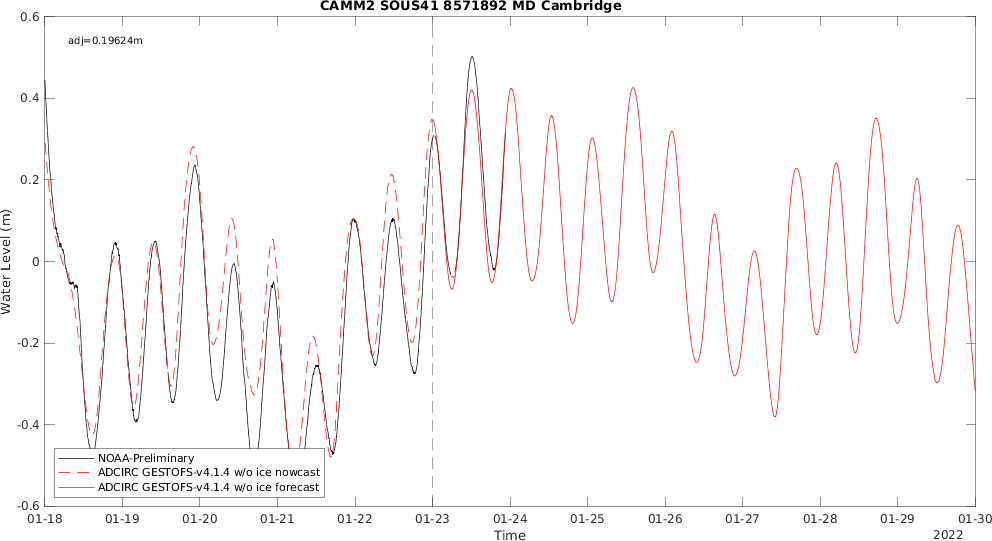 CAMM2 SOUS41 8571892 MD Cambridge
adj=0.19624m
0.6
0.4
0.2
0
-0.2
-0.4
-0.6
Water Level (m)
NOAA-Preliminary
ADCIRC GESTOFS-v4.1.4 w/o ice nowcast
ADCIRC GESTOFS-v4.1.4 w/o ice forecast
01-18 01-19 01-20 01-21 01-22 01-23 01-24 01-25 01-26 01-27 01-28 01-29 01-30
Time
2022